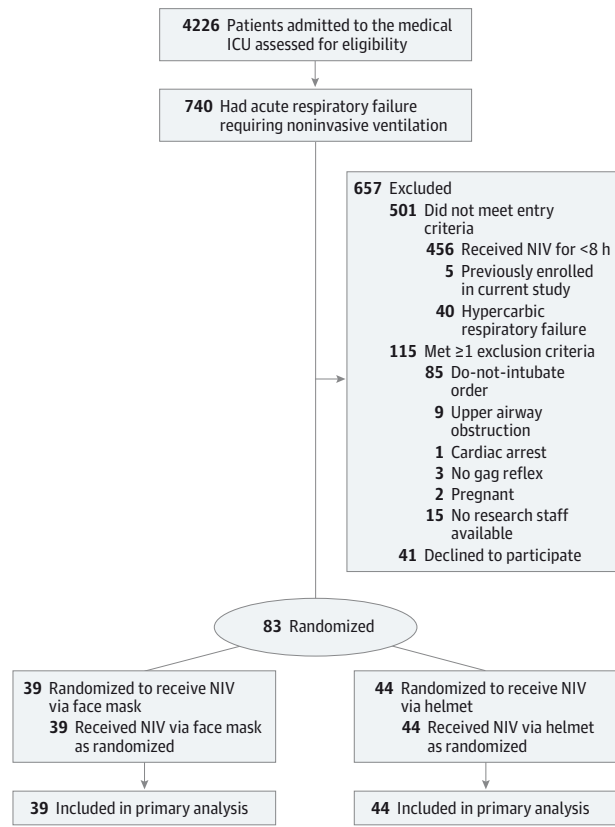 4226 Patients admitted to the medical
ICU assessed for eligibility
740 Had acute respiratory failure
requiring noninvasive ventilation
657 Excluded
501 Did not meet entry
criteria
456 Received NIV for <8 h
5 Previously enrolled
in current study
40 Hypercarbic
respiratory failure
115 Met ≥1 exclusion criteria
85 Do-not-intubate
order
9 Upper airway
obstruction
1 Cardiac arrest
3 No gag reflex
2 Pregnant
15 No research staff
available
41 Declined to participate
83 Randomized
39 Randomized to receive NIV
via face mask
39 Received NIV via face mask
as randomized
44 Randomized to receive NIV
via helmet
44 Received NIV via helmet
as randomized
39 Included in primary analysis
44 Included in primary analysis